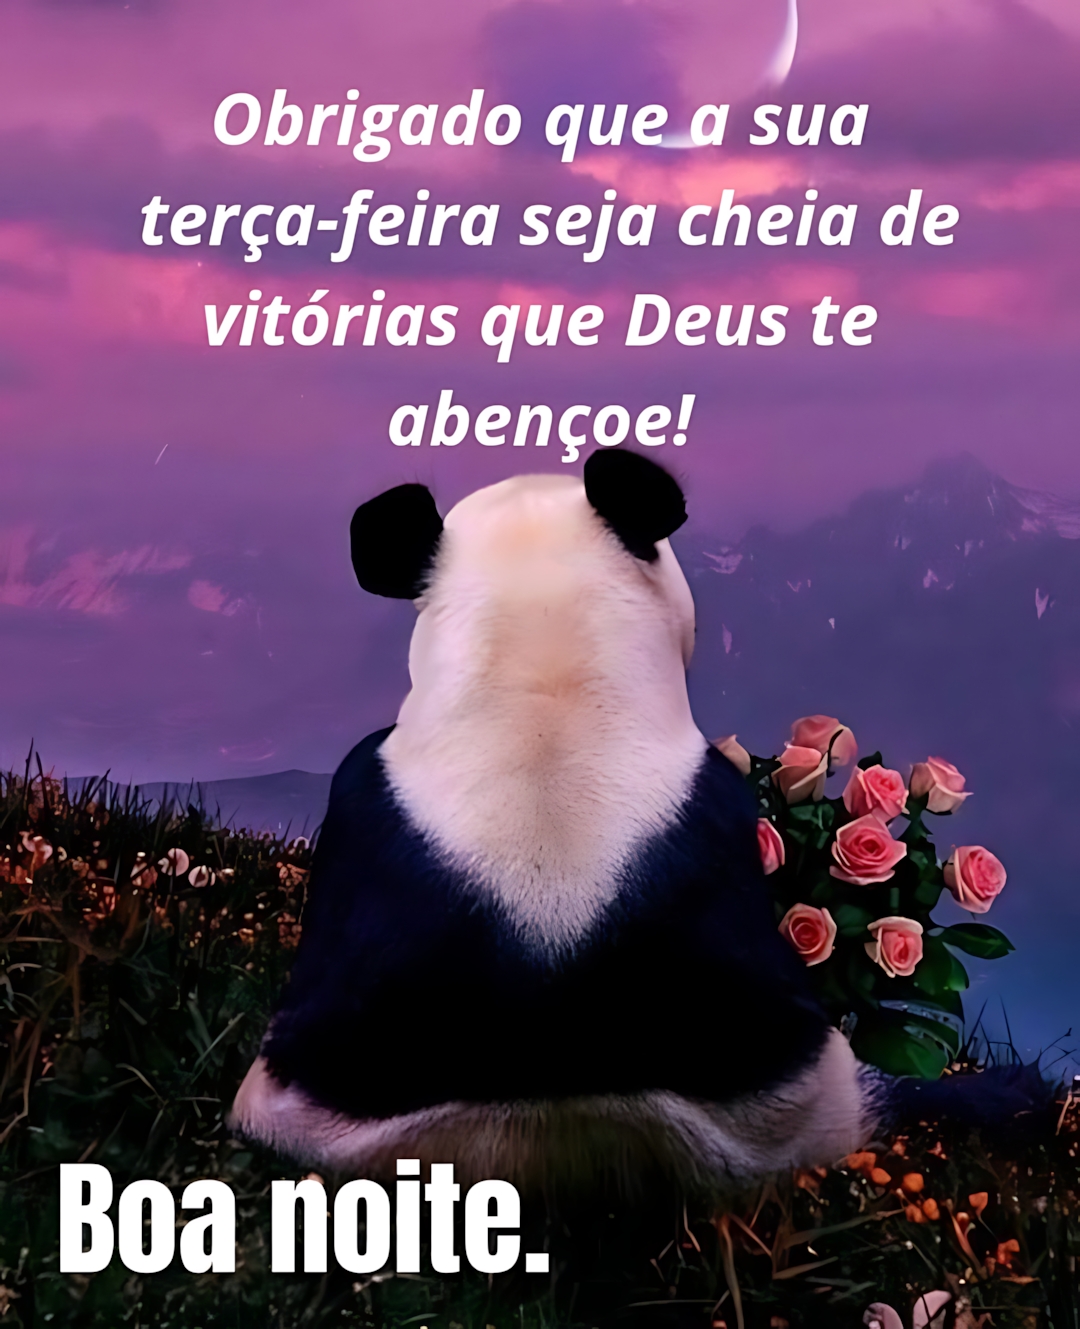 Obrigado que a sua
terça-feira seja cheia de
vitórias que Deus te
abençoe!
Boa noite.